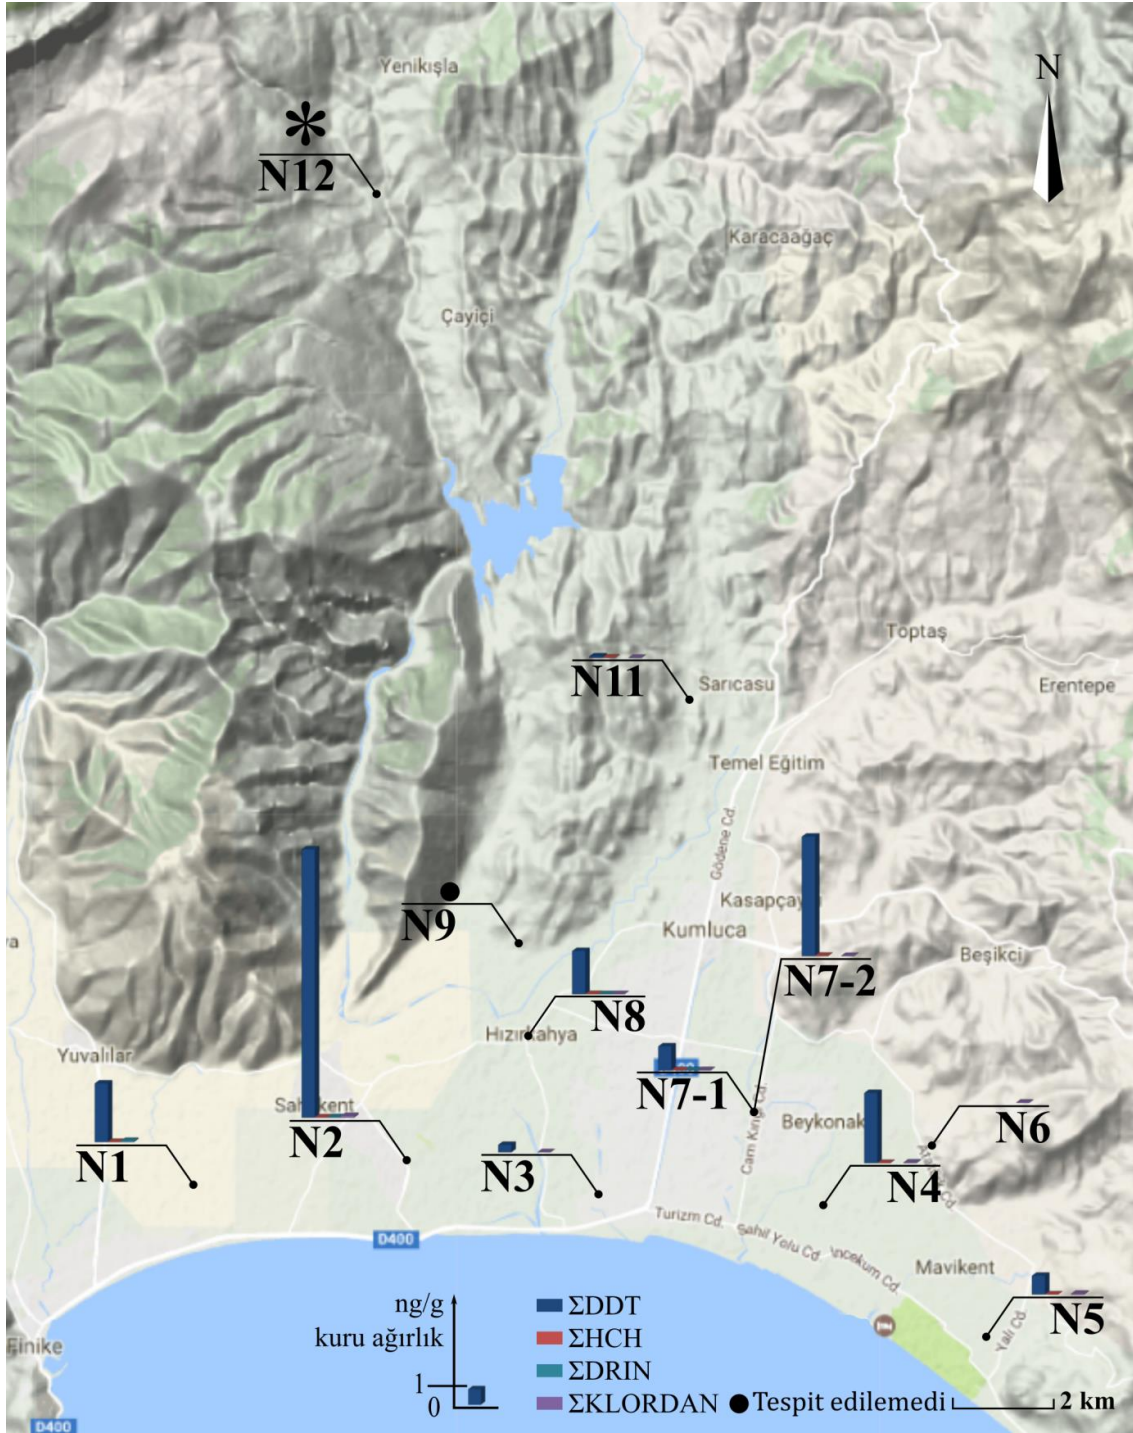 Yenikışla
N
*
N12
Karacaağaç
Çayiçi
Toptaş
N11
Sarıcasu
Erentepe
Temel Eğitim
Gödene Cd.
N9
Kumluca
N7-2
Beşikci
N8
Hızırkahya
Yuvalılar
N7-1
Beykonak
N6
N1
N2
N3
N4
Turizm Cd.
Sahil Yolu Cd.
D400
Mavikent
N5
Yalı Cd.
Finike
ng/g
kuru ağırlık
1
0
ΣDDT
ΣHCH
ΣDRIN
ΣKLORDAN
Tespit edilemedi
2 km
D400